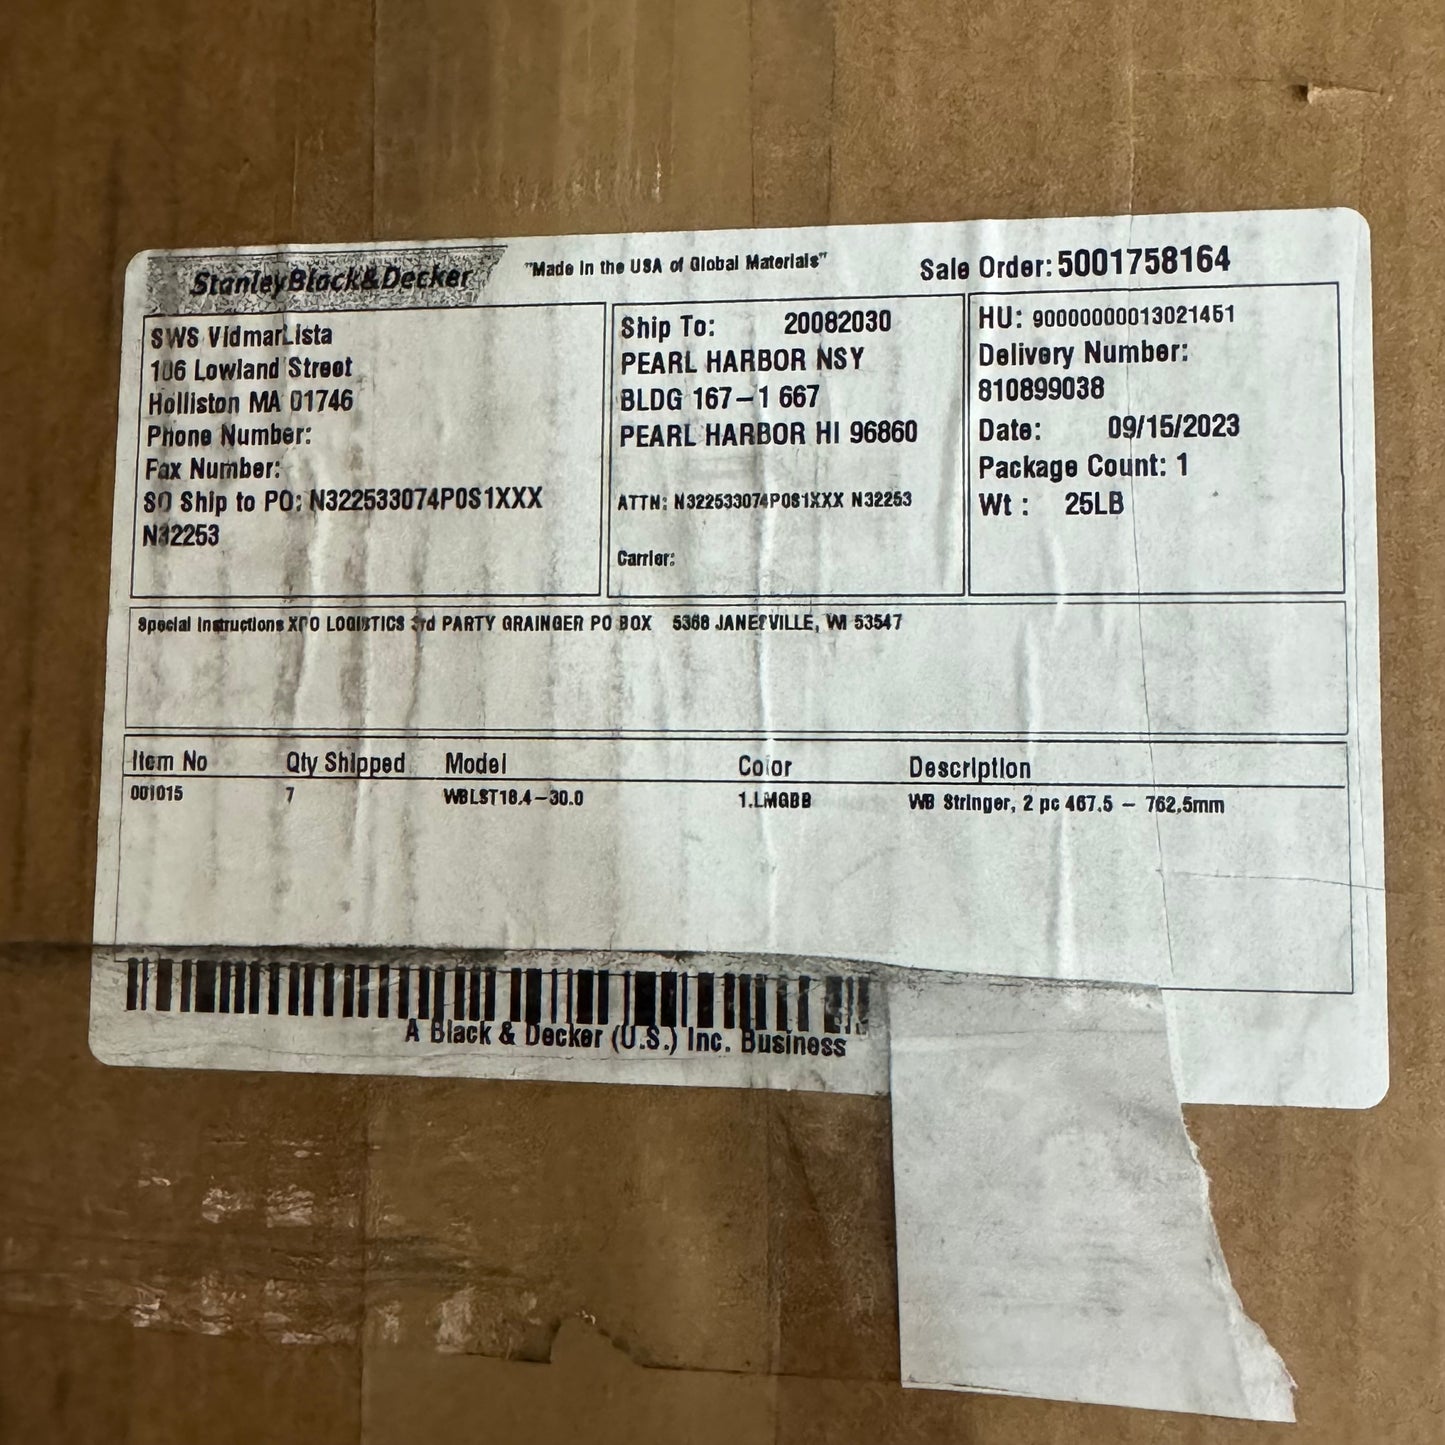 StanleyBlack&Decker
"Made in the USA of Global Materials"
Sale Order: 5001758164
SWS VidmarLista
106 Lowland Street
Holliston MA 01746
Phone Number:
Fax Number:
SO Ship to PO: N322533074P0S1XXX
N32253
Ship To: 20082030
PEARL HARBOR NSY
BLDG 167-1 667
PEARL HARBOR HI 96860
ATTN: N322533074P0S1XXX N32253
Carrier:
HU: 90000000013021451
Delivery Number:
810899038
Date: 09/15/2023
Package Count: 1
Wt : 25LB
Special Instructions XPO LOGISTICS 3rd PARTY GRAINGER PO BOX 5368 JANESVILLE, WI 53547
Item No Qty Shipped Model Color Description
001015 7 WBLST18.4-30.0 1.LMGBB WB Stringer, 2 pc 467.5 - 762.5mm
A Black & Decker (U.S.) Inc. Business